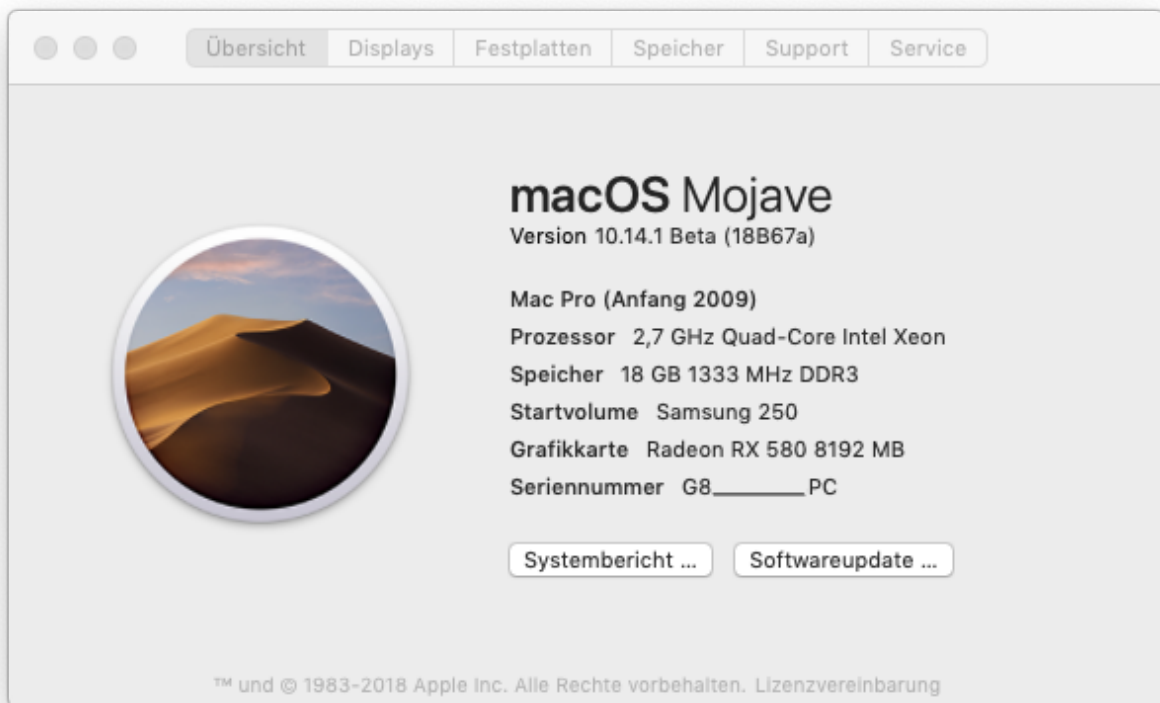 Übersicht Displays Festplatten Speicher Support Service
macOS Mojave
Version 10.14.1 Beta (18B67a)
Mac Pro (Anfang 2009)
Prozessor 2,7 GHz Quad-Core Intel Xeon
Speicher 18 GB 1333 MHz DDR3
Startvolume Samsung 250
Grafikkarte Radeon RX 580 8192 MB
Seriennummer G8_______PC
Systembericht ... Softwareupdate ...
™ und © 1983-2018 Apple Inc. Alle Rechte vorbehalten. Lizenzvereinbarung